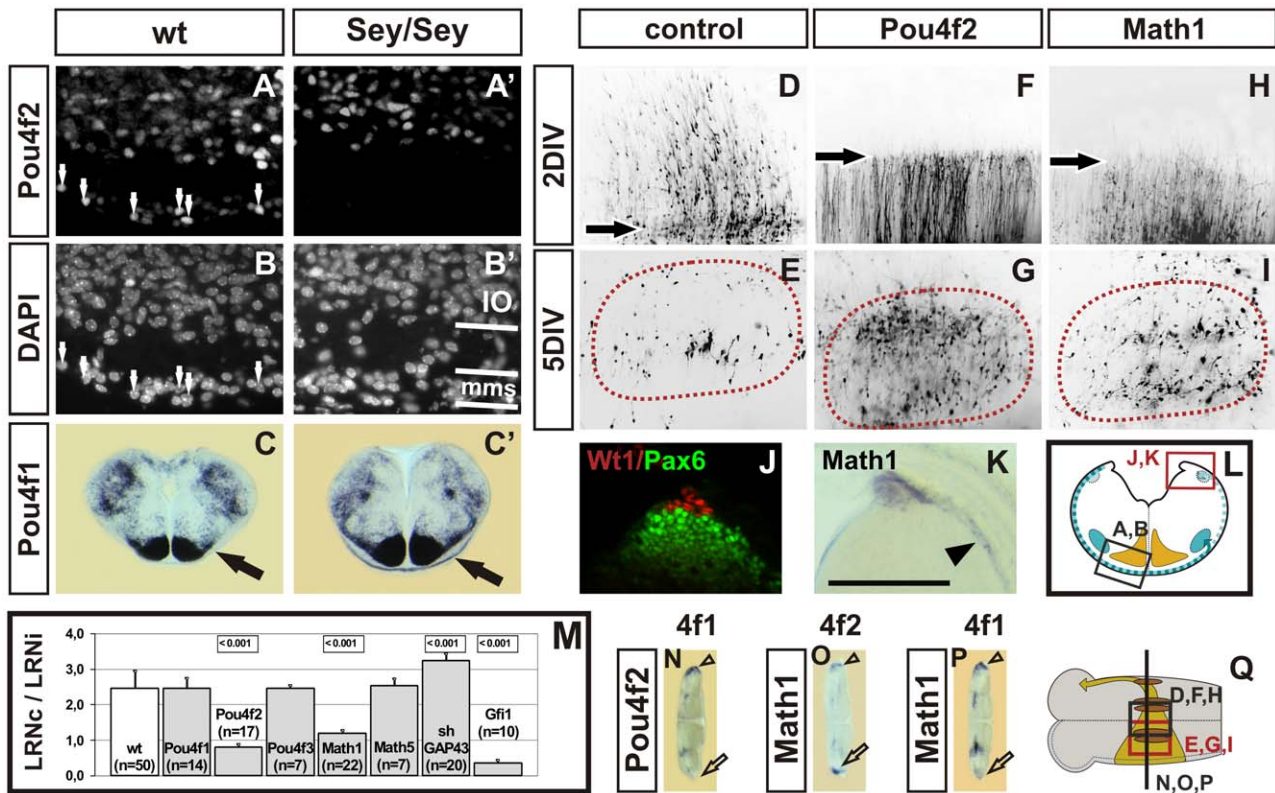 wt
Sey/Sey
control
Pou4f2
Math1
Pou4f2
A
A'
2DIV
D
F
H
DAPI
B
B'
IO
mms
5DIV
E
G
I
Pou4f1
C
C'
Wt1/Pax6
J
Math1
K
J,K
L
A,B
LRNc / LRNi
4,0
3,0
2,0
1,0
0,0
< 0.001
< 0.001
< 0.001
< 0.001
M
wt
(n=50)
Pou4f1
(n=14)
Pou4f2
(n=17)
Pou4f3
(n=7)
Math1
(n=22)
Math5
(n=7)
sh
GAP43
(n=20)
Gfi1
(n=10)
4f1
4f2
4f1
Pou4f2
N
Math1
O
Math1
P
Q
D,F,H
E,G,I
N,O,P